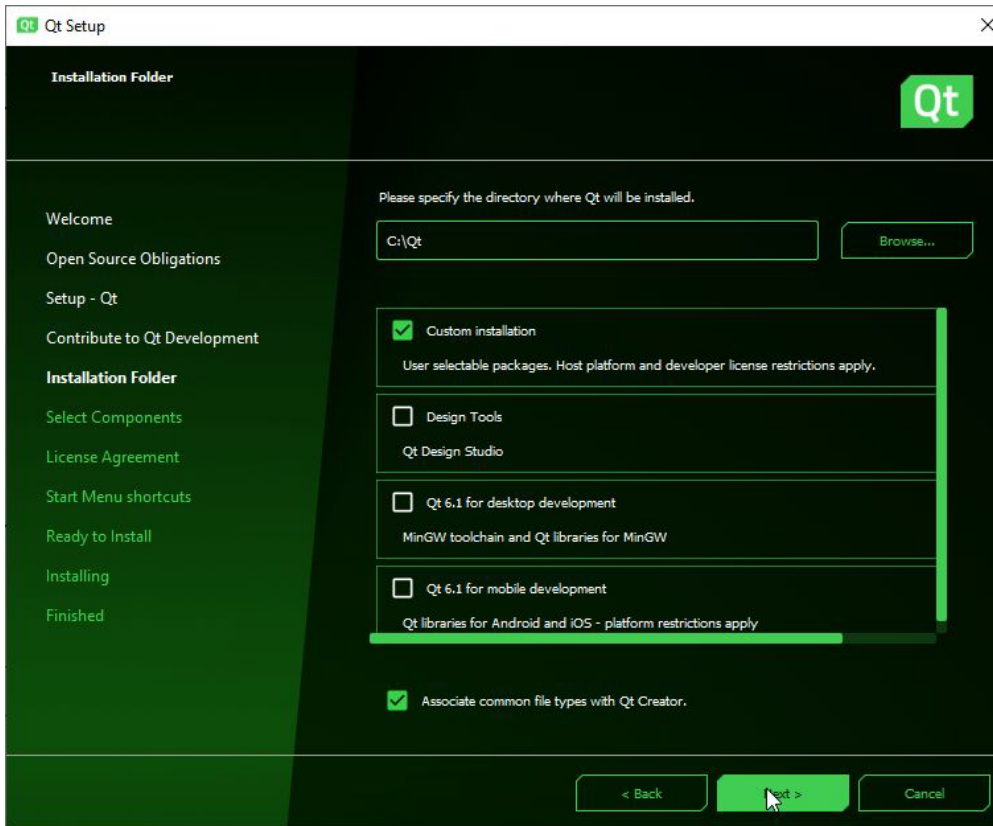 Qt Qt Setup
Installation Folder
Qt
Welcome
Open Source Obligations
Setup - Qt
Contribute to Qt Development
Installation Folder
Select Components
License Agreement
Start Menu shortcuts
Ready to Install
Installing
Finished
Please specify the directory where Qt will be installed.
C:\Qt
Browse...
Custom installation
User selectable packages. Host platform and developer license restrictions apply.
Design Tools
Qt Design Studio
Qt 6.1 for desktop development
MinGW toolchain and Qt libraries for MinGW
Qt 6.1 for mobile development
Qt libraries for Android and iOS - platform restrictions apply
Associate common file types with Qt Creator.
< Back
Next >
Cancel